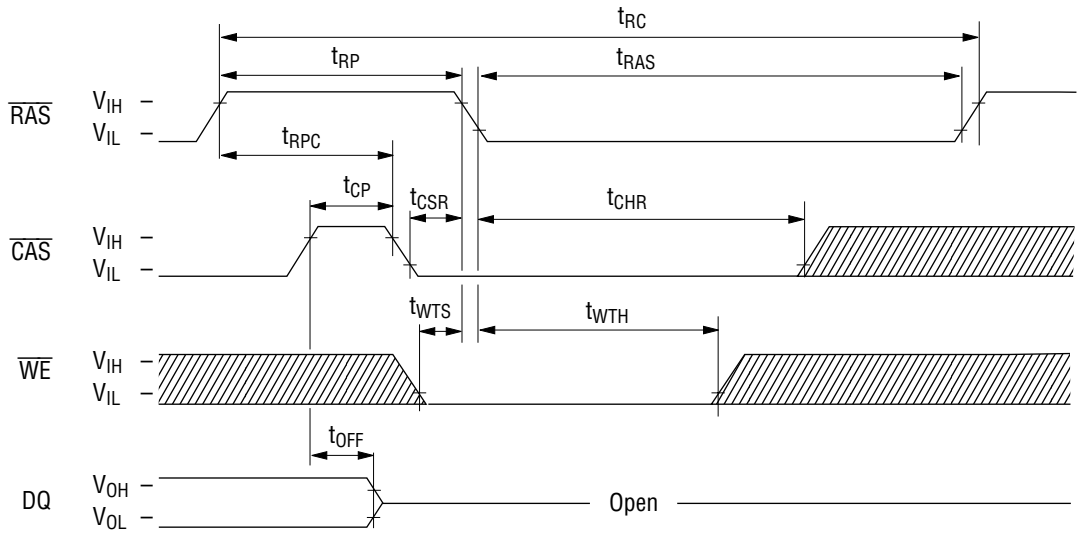 tRC
tRP
tRAS
RAS
VIH –
VIL –
tRPC
tCP
tCSR
tCHR
CAS
VIH –
VIL –
tWTS
tWTH
WE
VIH –
VIL –
tOFF
DQ
VOH –
VOL –
Open